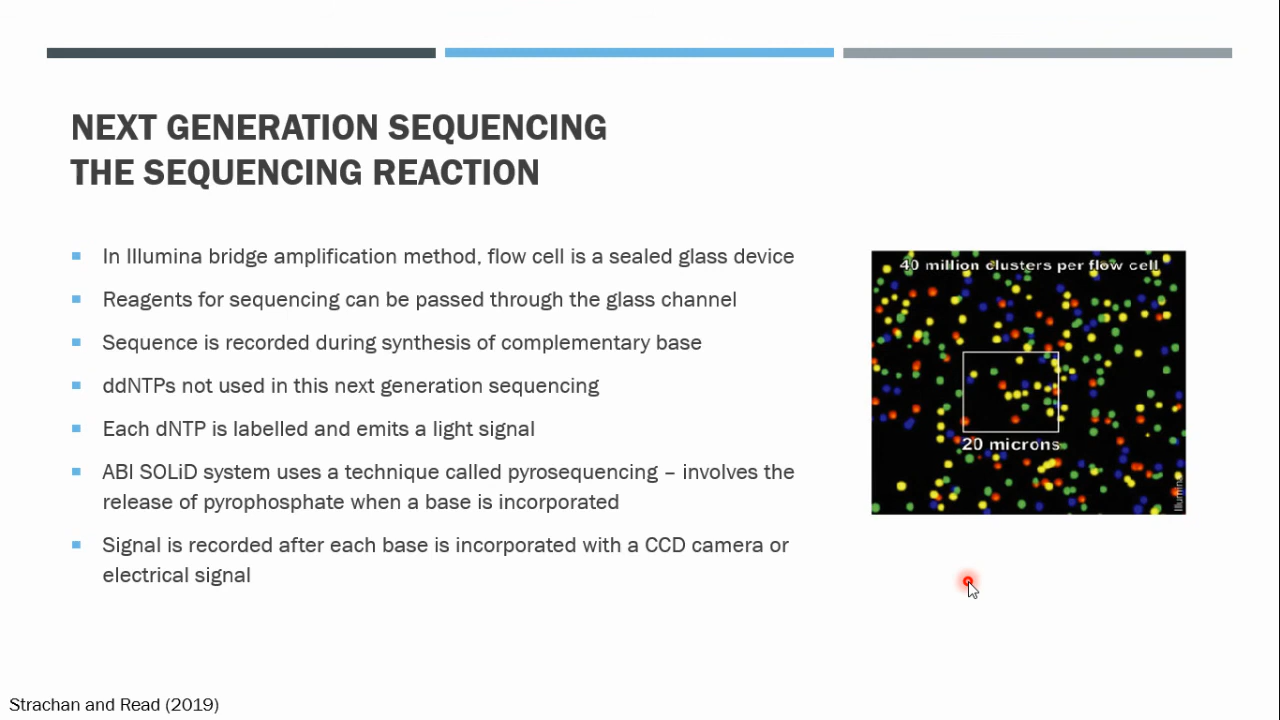 NEXT GENERATION SEQUENCING
THE SEQUENCING REACTION
In Illumina bridge amplification method, flow cell is a sealed glass device
Reagents for sequencing can be passed through the glass channel
Sequence is recorded during synthesis of complementary base
ddNTPs not used in this next generation sequencing
Each dNTP is labelled and emits a light signal
ABI SOLiD system uses a technique called pyrosequencing – involves the
release of pyrophosphate when a base is incorporated
Signal is recorded after each base is incorporated with a CCD camera or
electrical signal
40 million clusters per flow cell
20 microns
Illumina
Strachan and Read (2019)